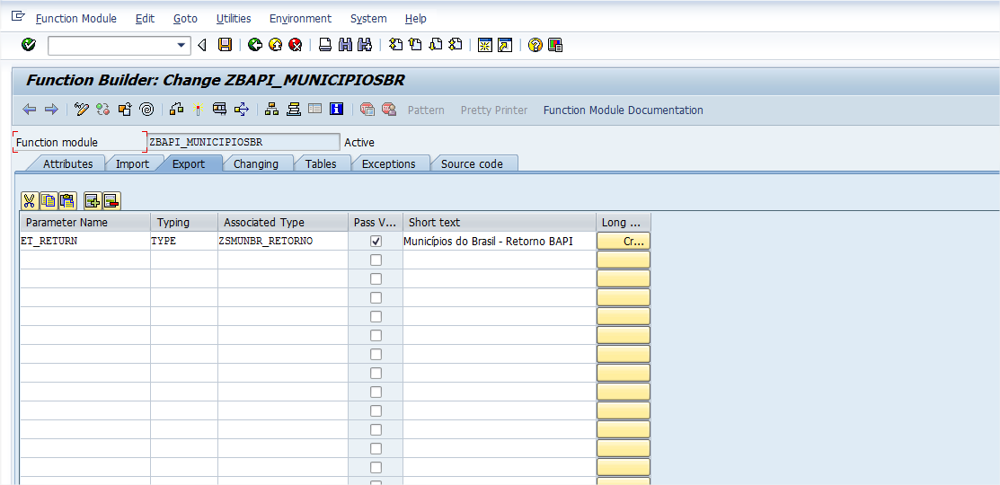 Function Module Edit Goto Utilities Environment System Help
Function Builder: Change ZBAPI_MUNICIPIOSBR
Pattern Pretty Printer Function Module Documentation
Function module ZBAPI_MUNICIPIOSBR Active
Attributes Import Export Changing Tables Exceptions Source code
Parameter Name Typing Associated Type Pass V... Short text Long ...
ET_RETURN TYPE ZSMUNBR_RETORNO Municípios do Brasil - Retorno BAPI Cr...